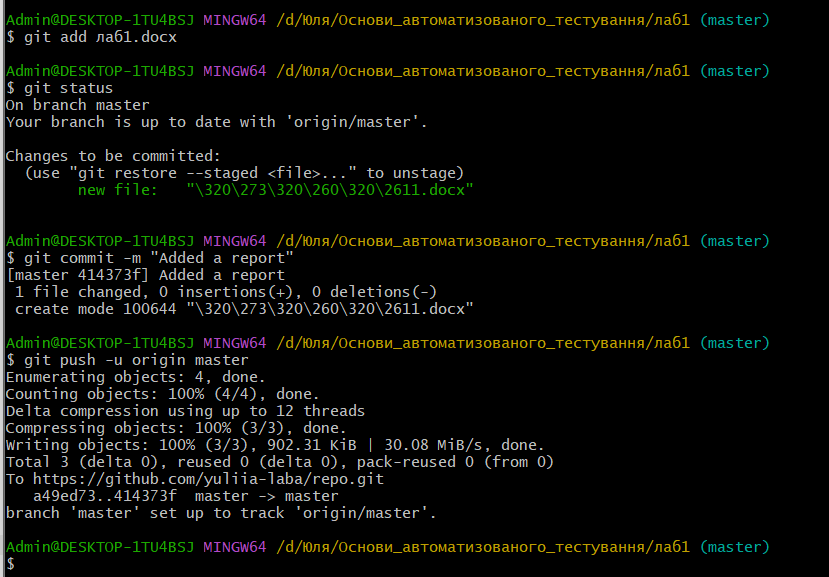 Admin@DESKTOP-1TU4BSJ MINGW64 /d/Юля/Основи_автоматизованого_тестування/лаб1 (master)
$ git add лаб1.docx
Admin@DESKTOP-1TU4BSJ MINGW64 /d/Юля/Основи_автоматизованого_тестування/лаб1 (master)
$ git status
On branch master
Your branch is up to date with 'origin/master'.
Changes to be committed:
  (use "git restore --staged <file>..." to unstage)
        new file:   "\320\273\320\260\320\2611.docx"
Admin@DESKTOP-1TU4BSJ MINGW64 /d/Юля/Основи_автоматизованого_тестування/лаб1 (master)
$ git commit -m "Added a report"
[master 414373f] Added a report
 1 file changed, 0 insertions(+), 0 deletions(-)
 create mode 100644 "\320\273\320\260\320\2611.docx"
Admin@DESKTOP-1TU4BSJ MINGW64 /d/Юля/Основи_автоматизованого_тестування/лаб1 (master)
$ git push -u origin master
Enumerating objects: 4, done.
Counting objects: 100% (4/4), done.
Delta compression using up to 12 threads
Compressing objects: 100% (3/3), done.
Writing objects: 100% (3/3), 902.31 KiB | 30.08 MiB/s, done.
Total 3 (delta 0), reused 0 (delta 0), pack-reused 0 (from 0)
To https://github.com/yuliia-laba/repo.git
   a49ed73..414373f  master -> master
branch 'master' set up to track 'origin/master'.
Admin@DESKTOP-1TU4BSJ MINGW64 /d/Юля/Основи_автоматизованого_тестування/лаб1 (master)
$